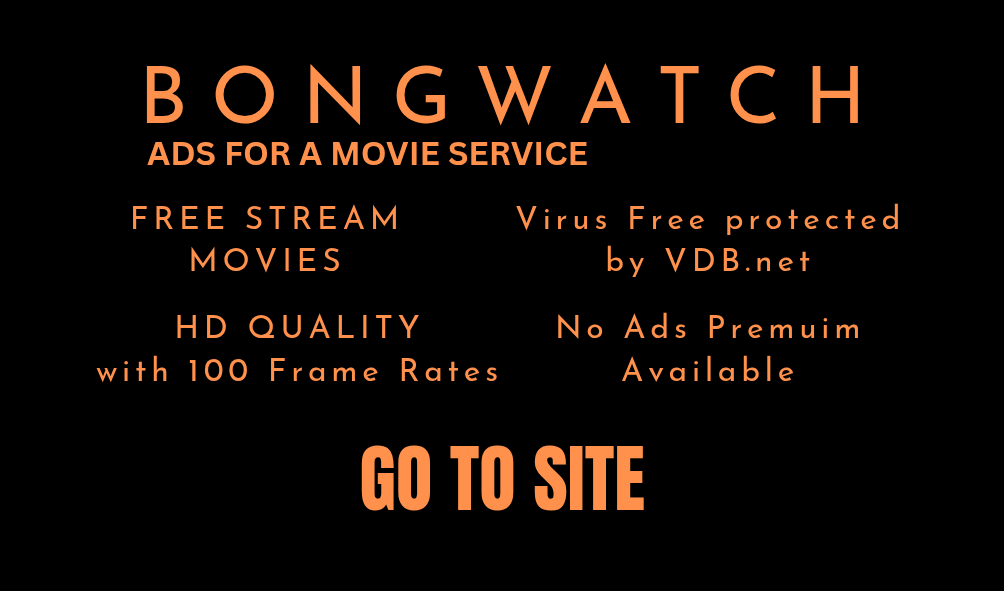 BONGWATCH
ADS FOR A MOVIE SERVICE
FREE STREAM
MOVIES
Virus Free protected
by VDB.net
HD QUALITY
with 100 Frame Rates
No Ads Premuim
Available
GO TO SITE